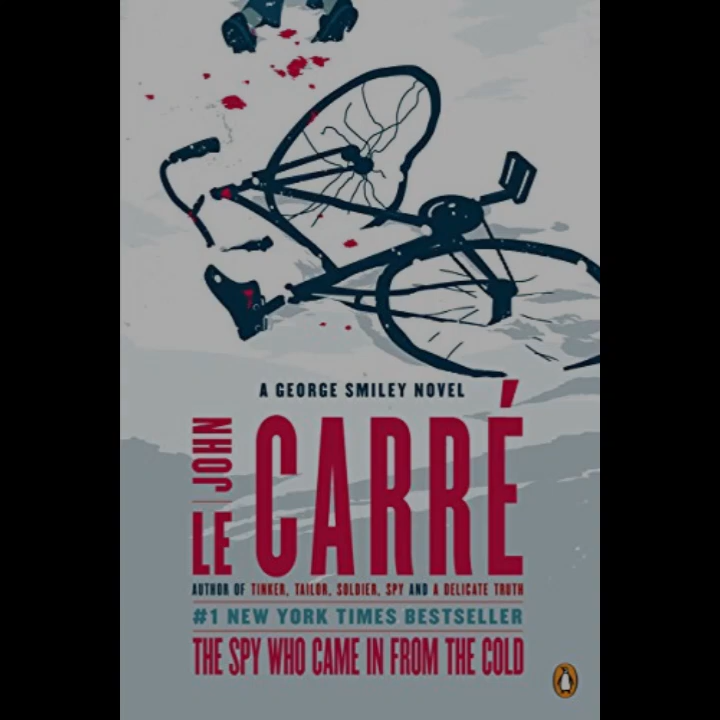 A GEORGE SMILEY NOVEL
JOHN
LE CARRÉ
AUTHOR OF TINKER, TAILOR, SOLDIER, SPY AND A DELICATE TRUTH
#1 NEW YORK TIMES BESTSELLER
THE SPY WHO CAME IN FROM THE COLD